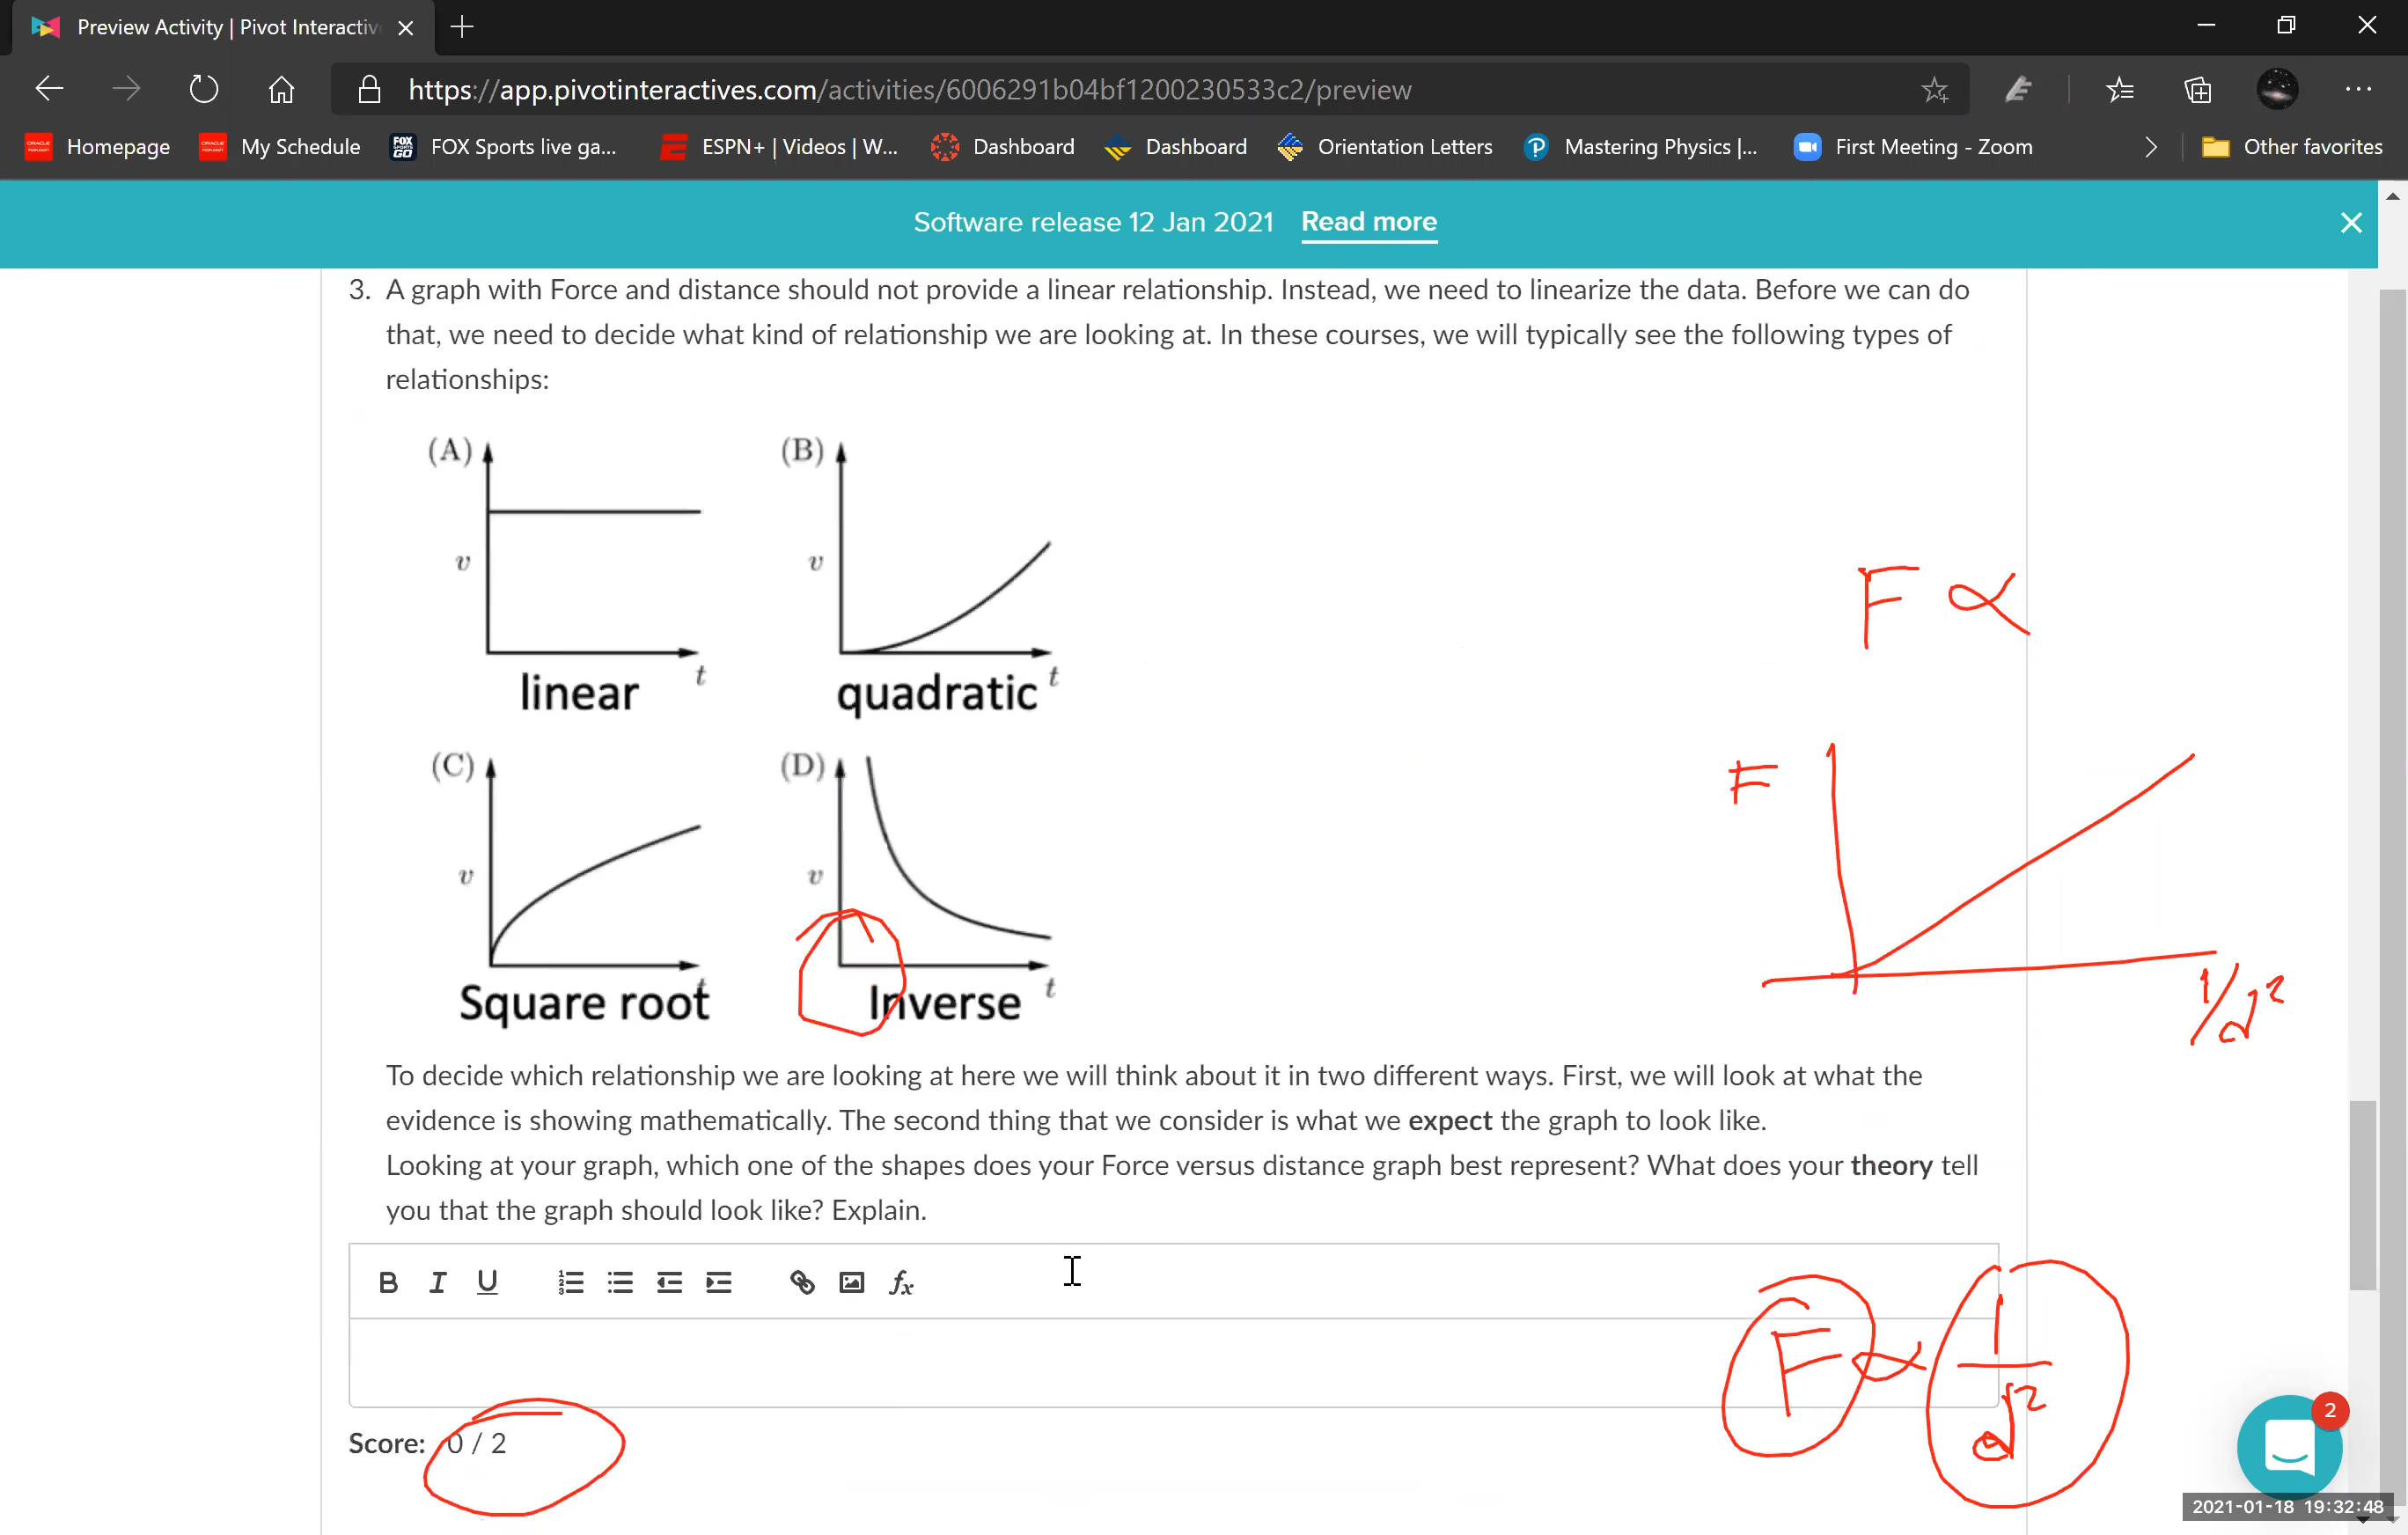 Preview Activity | Pivot Interactiv
https://app.pivotinteractives.com/activities/6006291b04bf1200230533c2/preview
Homepage My Schedule FOX Sports live ga... ESPN+ | Videos | W... Dashboard Dashboard Orientation Letters Mastering Physics |... First Meeting - Zoom Other favorites
Software release 12 Jan 2021 Read more
3. A graph with Force and distance should not provide a linear relationship. Instead, we need to linearize the data. Before we can do
that, we need to decide what kind of relationship we are looking at. In these courses, we will typically see the following types of
relationships:
(A) v t
linear
(B) v t
quadratic
F ∝
(C) v t
Square root
(D) v t
Inverse
F
1/d²
To decide which relationship we are looking at here we will think about it in two different ways. First, we will look at what the
evidence is showing mathematically. The second thing that we consider is what we expect the graph to look like.
Looking at your graph, which one of the shapes does your Force versus distance graph best represent? What does your theory tell
you that the graph should look like? Explain.
B I U fx
F ∝ 1/d²
Score: 0 / 2
2
2021-01-18 19:32:48